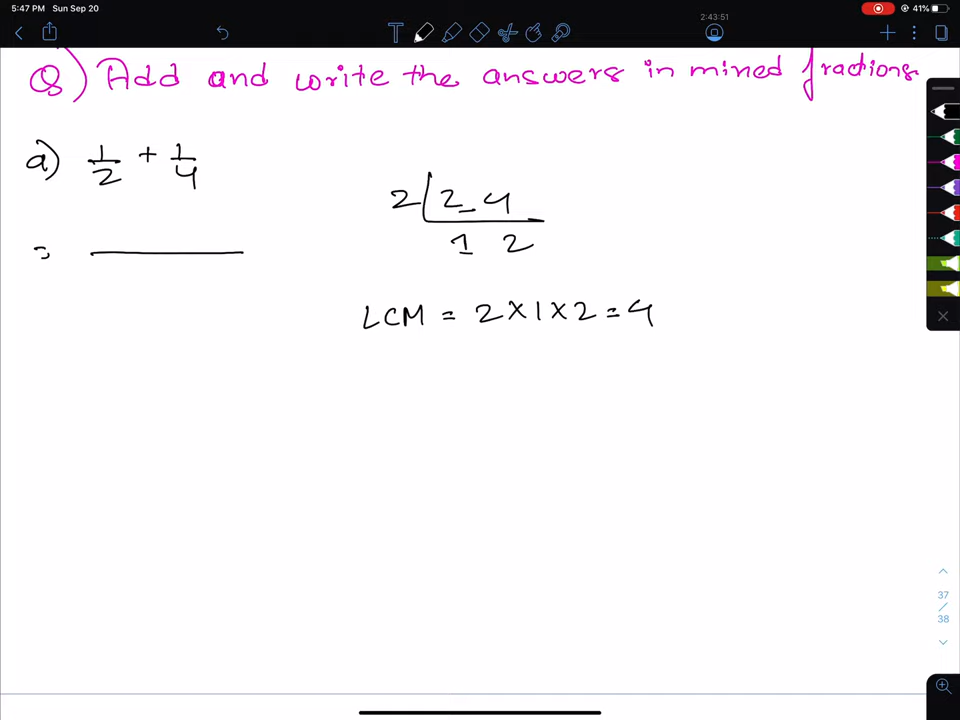 5:47 PM Sun Sep 20
41%
2:43:51
Q) Add and write the answers in mined fractions.
a) 1/2 + 1/4
=
2 | 2 4
1 2
LCM = 2 × 1 × 2 = 4
37
/
38